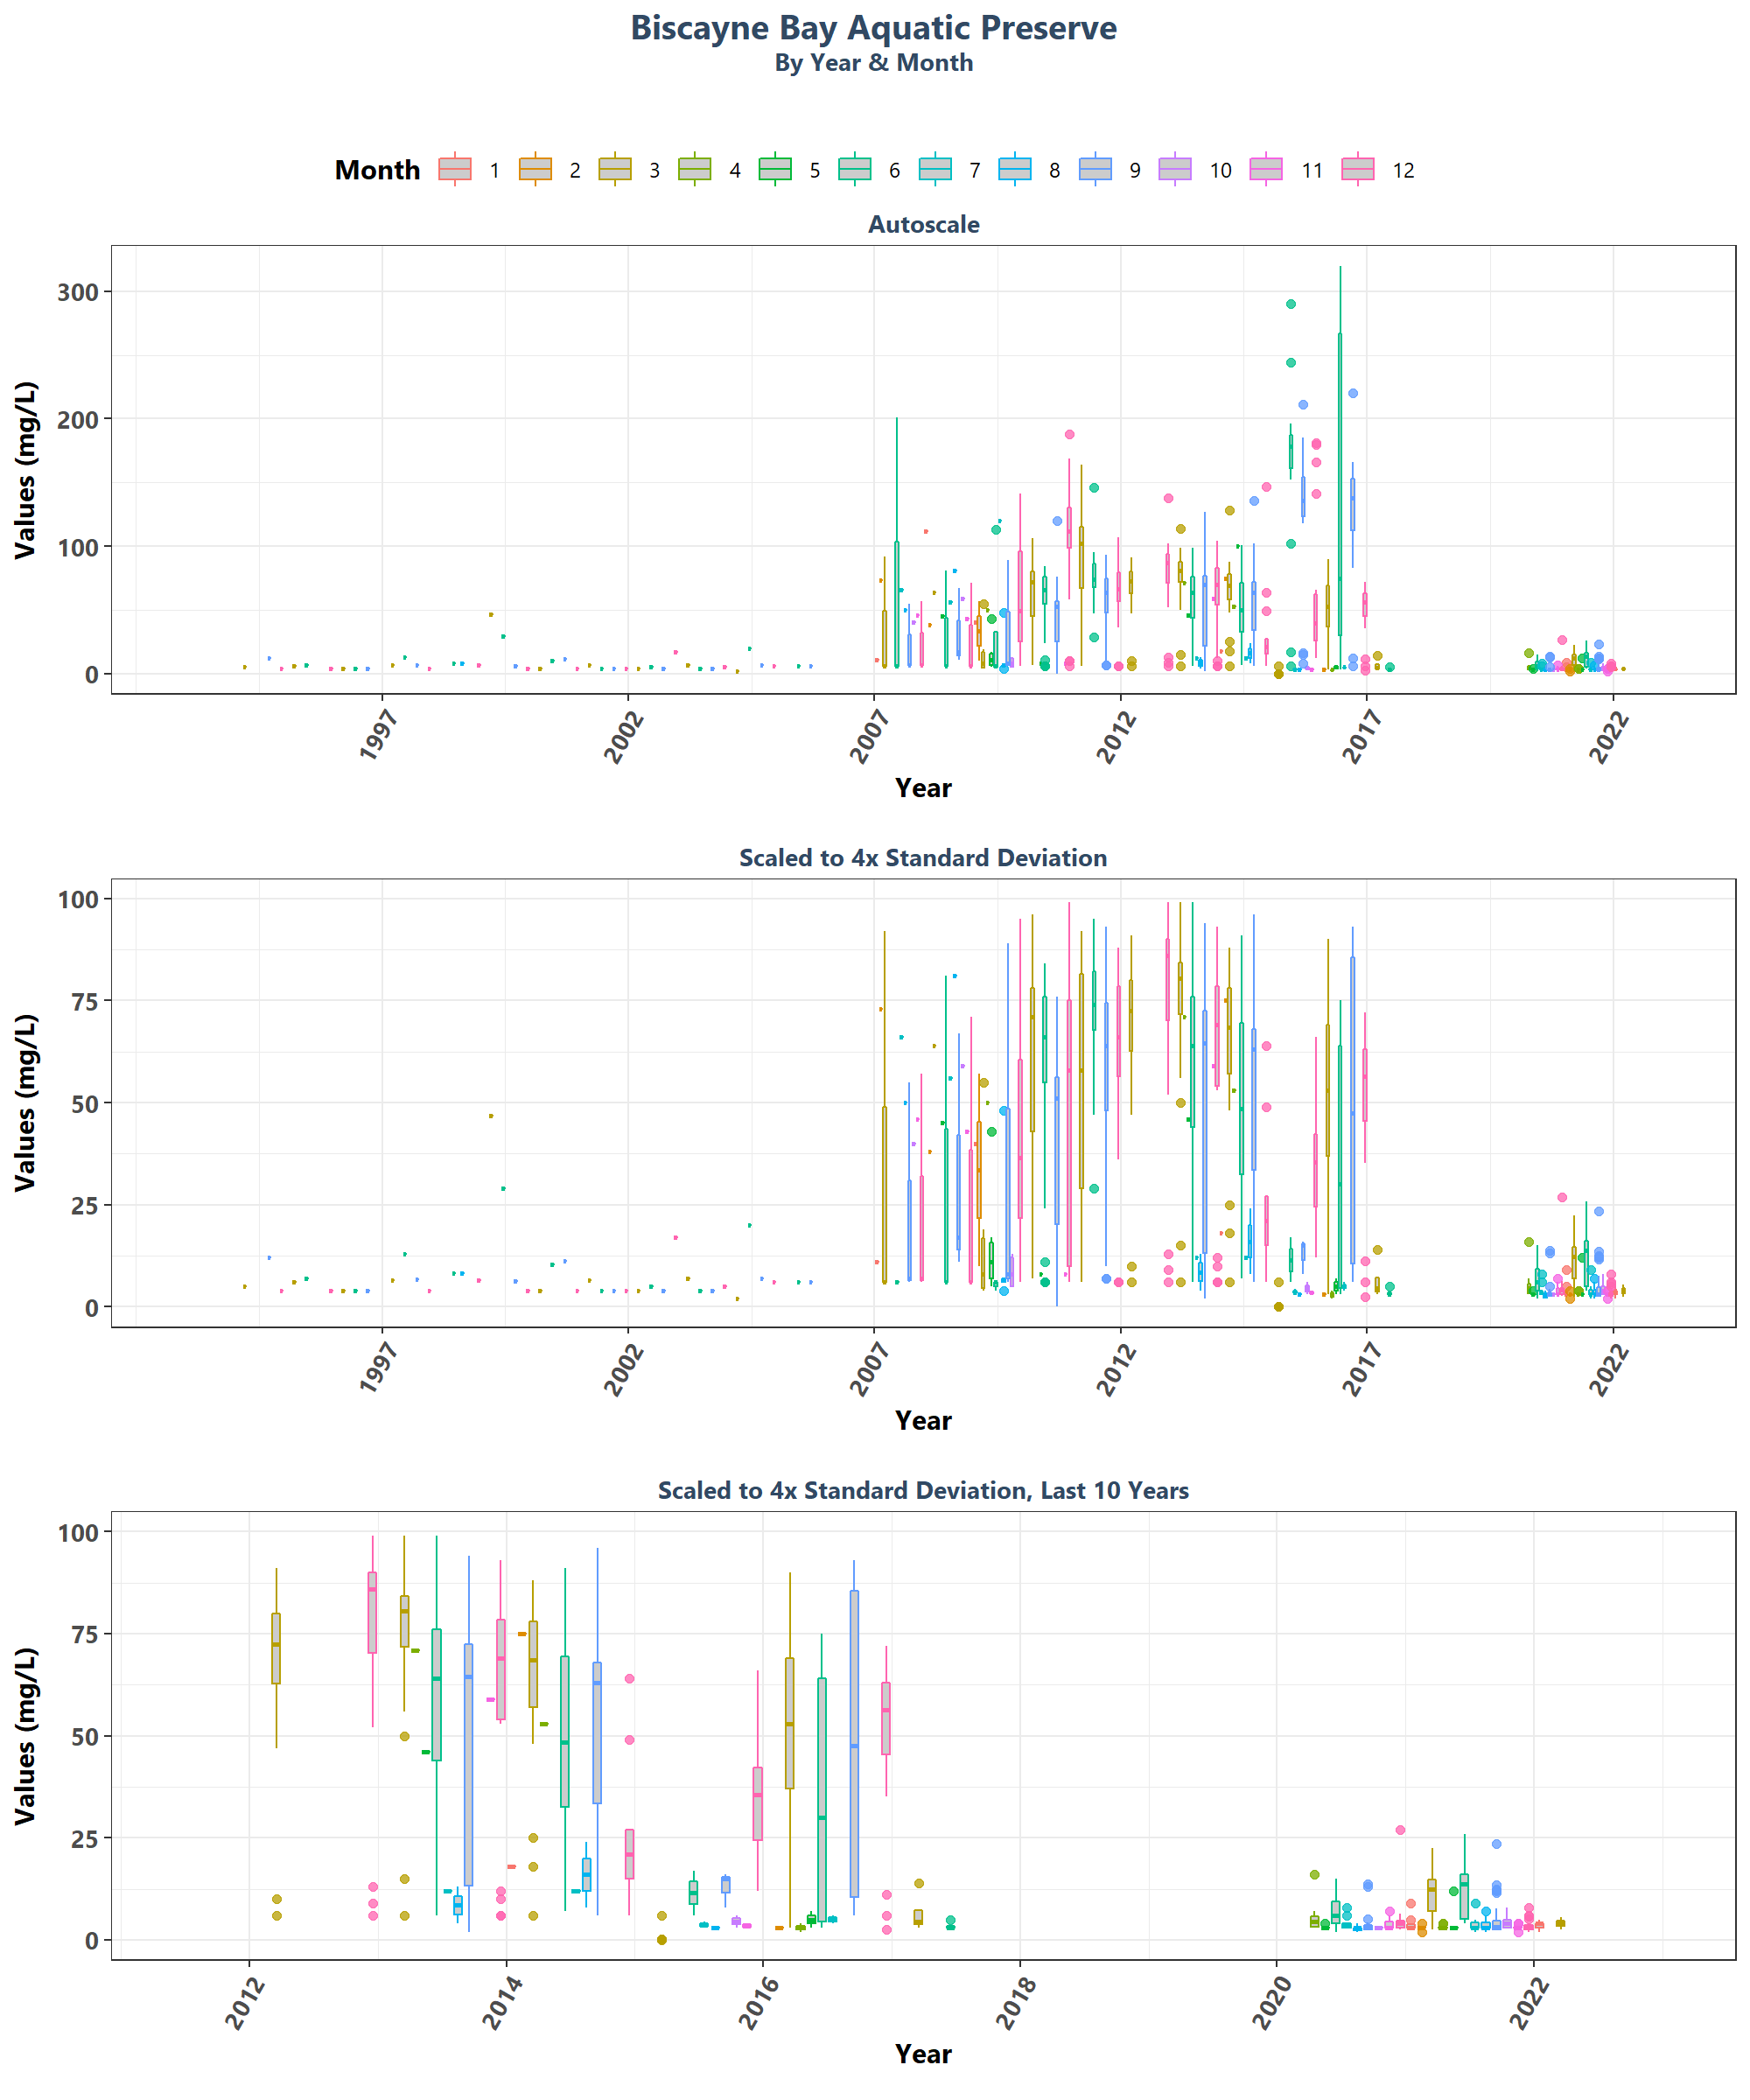 Biscayne Bay Aquatic Preserve
By Year & Month
Month 1 2 3 4 5 6 7 8 9 10 11 12
Autoscale
Values (mg/L)
300
200
100
0
1997 2002 2007 2012 2017 2022
Year
Scaled to 4x Standard Deviation
Values (mg/L)
100
75
50
25
0
1997 2002 2007 2012 2017 2022
Year
Scaled to 4x Standard Deviation, Last 10 Years
Values (mg/L)
100
75
50
25
0
2012 2014 2016 2018 2020 2022
Year